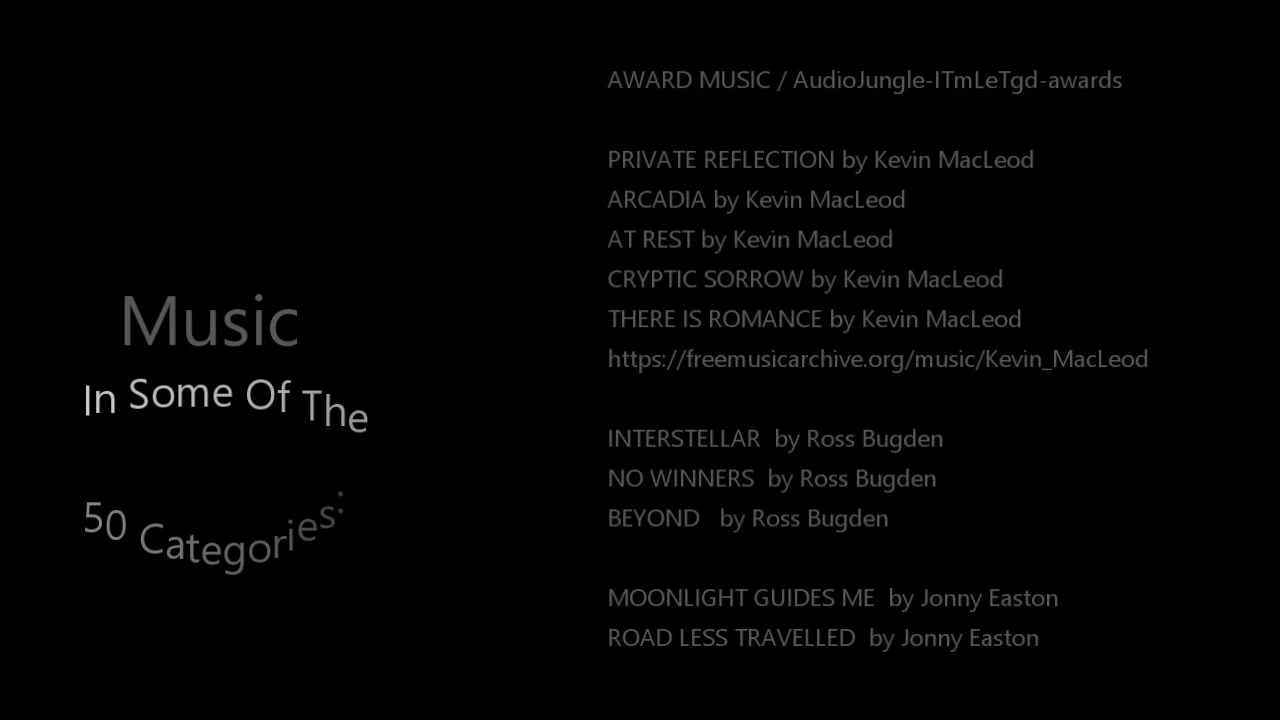 Music
In Some Of The
50 Categories:
AWARD MUSIC / AudioJungle-ITmLeTgd-awards
PRIVATE REFLECTION by Kevin MacLeod
ARCADIA by Kevin MacLeod
AT REST by Kevin MacLeod
CRYPTIC SORROW by Kevin MacLeod
THERE IS ROMANCE by Kevin MacLeod
https://freemusicarchive.org/music/Kevin_MacLeod
INTERSTELLAR  by Ross Bugden
NO WINNERS  by Ross Bugden
BEYOND   by Ross Bugden
MOONLIGHT GUIDES ME  by Jonny Easton
ROAD LESS TRAVELLED  by Jonny Easton